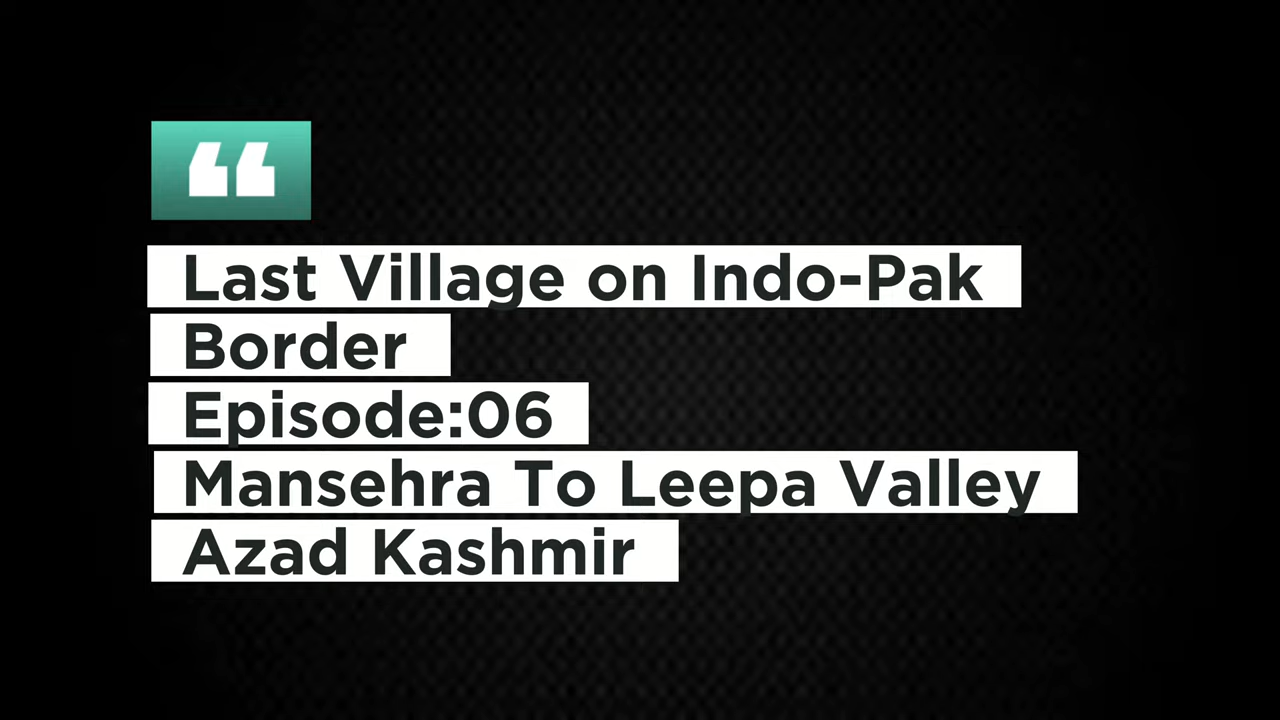 “
Last Village on Indo-Pak
Border
Episode:06
Mansehra To Leepa Valley
Azad Kashmir